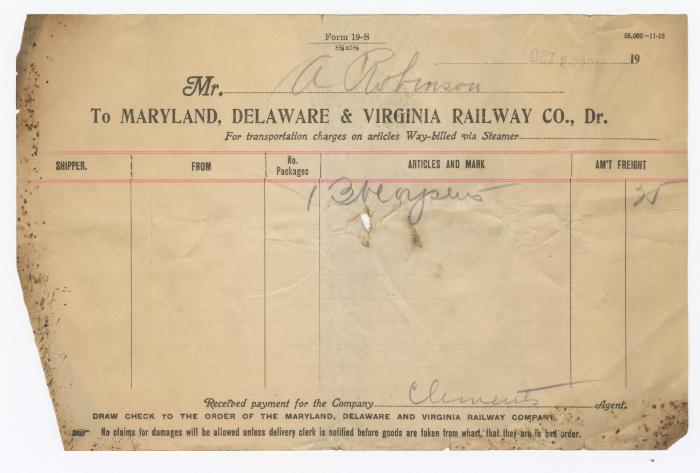 Form 19-S
8½x5½
25,000-11-13
OCT 19
Mr. A Robinson
To MARYLAND, DELAWARE & VIRGINIA RAILWAY CO., Dr.
For transportation charges on articles Way-billed via Steamer
SHIPPER. FROM No. Packages ARTICLES AND MARK AM'T FREIGHT
1 25
Received payment for the Company Clements Agent.
DRAW CHECK TO THE ORDER OF THE MARYLAND, DELAWARE AND VIRGINIA RAILWAY COMPANY.
No claims for damages will be allowed unless delivery clerk is notified before goods are taken from wharf, that they are in bad order.